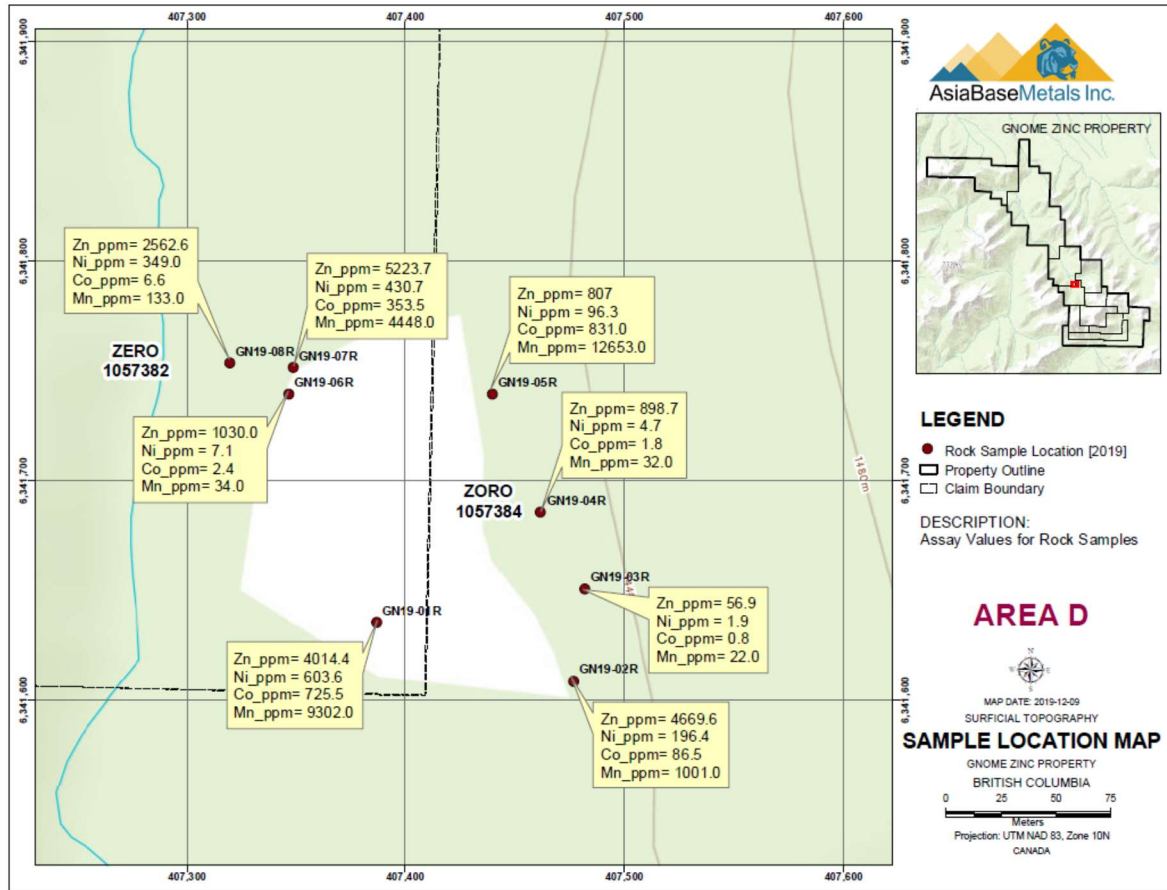 407,300
407,400
407,500
407,600
6,341,900
6,341,900
AsiaBaseMetals Inc.
GNOME ZINC PROPERTY
6,341,800
6,341,800
Zn_ppm= 2562.6
Ni_ppm= 349.0
Co_ppm= 6.6
Mn_ppm= 133.0
Zn_ppm= 5223.7
Ni_ppm= 430.7
Co_ppm= 353.5
Mn_ppm= 4448.0
Zn_ppm= 807
Ni_ppm= 96.3
Co_ppm= 831.0
Mn_ppm= 12653.0
ZERO
1057382
GN19-08R
GN19-07R
GN19-06R
GN19-05R
Zn_ppm= 1030.0
Ni_ppm= 7.1
Co_ppm= 2.4
Mn_ppm= 34.0
Zn_ppm= 898.7
Ni_ppm= 4.7
Co_ppm= 1.8
Mn_ppm= 32.0
1480m
6,341,700
6,341,700
ZORO
1057384
GN19-04R
GN19-03R
GN19-01R
Zn_ppm= 56.9
Ni_ppm= 1.9
Co_ppm= 0.8
Mn_ppm= 22.0
Zn_ppm= 4014.4
Ni_ppm= 603.6
Co_ppm= 725.5
Mn_ppm= 9302.0
GN19-02R
6,341,600
6,341,600
Zn_ppm= 4669.6
Ni_ppm= 196.4
Co_ppm= 86.5
Mn_ppm= 1001.0
407,300
407,400
407,500
407,600
LEGEND
Rock Sample Location [2019]
Property Outline
Claim Boundary
DESCRIPTION:
Assay Values for Rock Samples
AREA D
N
W
E
S
MAP DATE: 2019-12-09
SURFICIAL TOPOGRAPHY
SAMPLE LOCATION MAP
GNOME ZINC PROPERTY
BRITISH COLUMBIA
0 25 50 75
Meters
Projection: UTM NAD 83, Zone 10N
CANADA